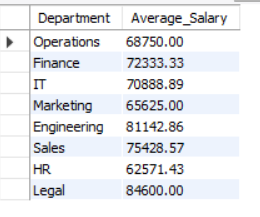 Department Average_Salary
Operations 68750.00
Finance 72333.33
IT 70888.89
Marketing 65625.00
Engineering 81142.86
Sales 75428.57
HR 62571.43
Legal 84600.00